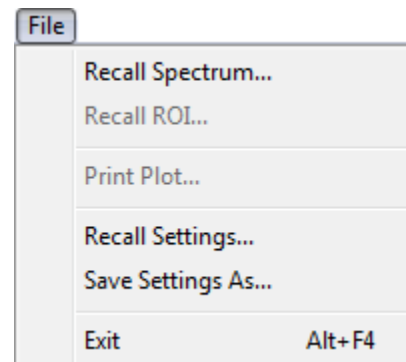 File
Recall Spectrum...
Recall ROI...
Print Plot...
Recall Settings...
Save Settings As...
Exit Alt+F4